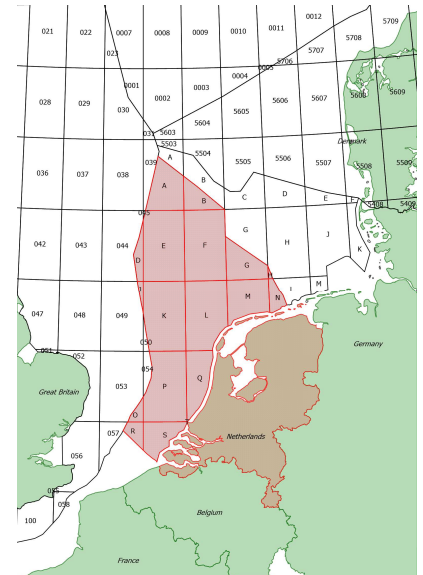 0012
5709
021 022 0007 0008 0009 0010 0011 5708
023 5707
5706
0005
0004
0001 0003 5608 5609
028 029 0002 5606 5607
030 5605
5604
031 5603
5503 Denmark
039 A 5504
5505 5506 5507 5508 5509
036 037 038 A B
B C D E F 5408 5409
045
G
042 043 044 E F H J
K
D G
H
I M
M N I
047 048 049 K L
050
051 052 Germany
054
053 P Q
Great Britain
O
T
057 R S Netherlands
056
055
058
100 Belgium
France